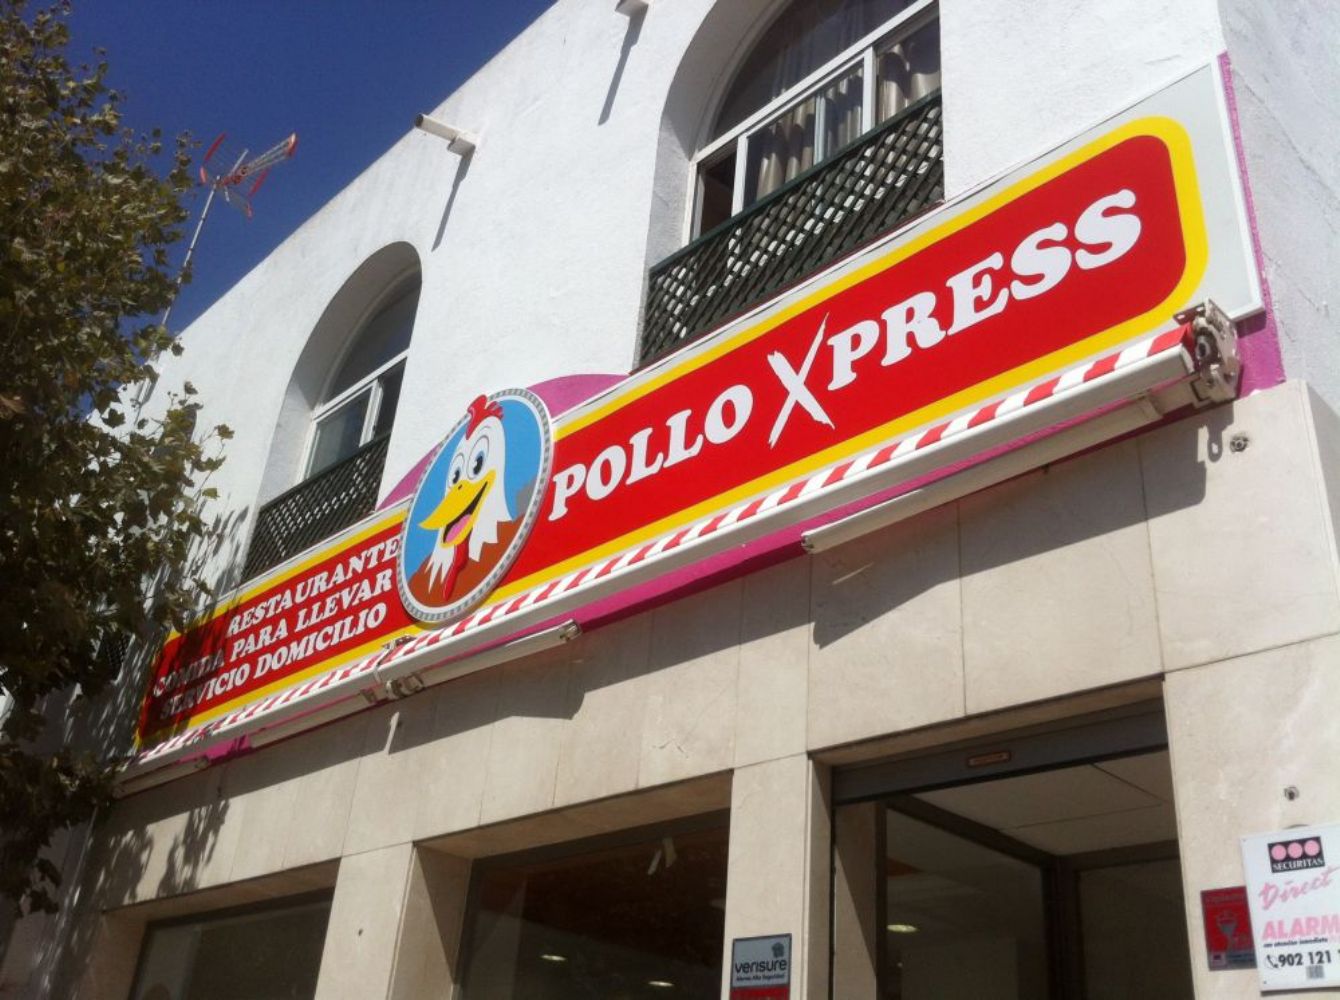 POLLO XPRESS
RESTAURANTE
COMIDA PARA LLEVAR
SERVICIO DOMICILIO
verisure
SECURITAS
Direct
ALARM
902 121